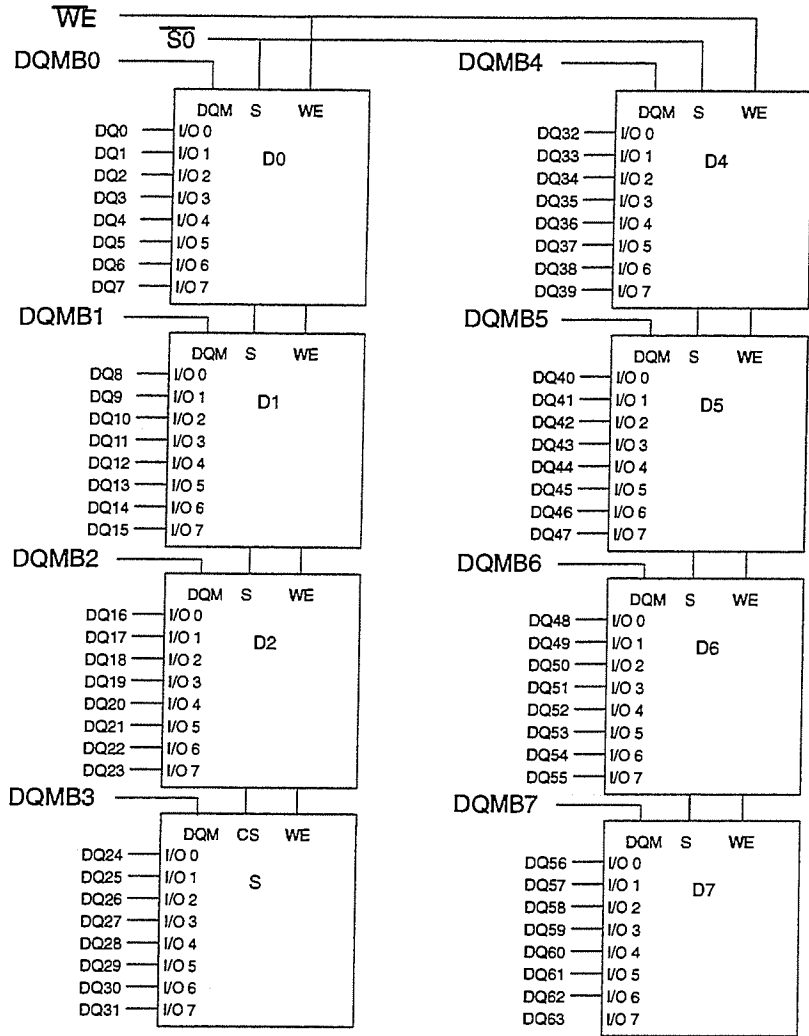 WE
S0
DQMB0
DQM S WE
D0
DQ0 I/O 0
DQ1 I/O 1
DQ2 I/O 2
DQ3 I/O 3
DQ4 I/O 4
DQ5 I/O 5
DQ6 I/O 6
DQ7 I/O 7
DQMB1
DQM S WE
D1
DQ8 I/O 0
DQ9 I/O 1
DQ10 I/O 2
DQ11 I/O 3
DQ12 I/O 4
DQ13 I/O 5
DQ14 I/O 6
DQ15 I/O 7
DQMB2
DQM S WE
D2
DQ16 I/O 0
DQ17 I/O 1
DQ18 I/O 2
DQ19 I/O 3
DQ20 I/O 4
DQ21 I/O 5
DQ22 I/O 6
DQ23 I/O 7
DQMB3
DQM CS WE
S
DQ24 I/O 0
DQ25 I/O 1
DQ26 I/O 2
DQ27 I/O 3
DQ28 I/O 4
DQ29 I/O 5
DQ30 I/O 6
DQ31 I/O 7
DQMB4
DQM S WE
D4
DQ32 I/O 0
DQ33 I/O 1
DQ34 I/O 2
DQ35 I/O 3
DQ36 I/O 4
DQ37 I/O 5
DQ38 I/O 6
DQ39 I/O 7
DQMB5
DQM S WE
D5
DQ40 I/O 0
DQ41 I/O 1
DQ42 I/O 2
DQ43 I/O 3
DQ44 I/O 4
DQ45 I/O 5
DQ46 I/O 6
DQ47 I/O 7
DQMB6
DQM S WE
D6
DQ48 I/O 0
DQ49 I/O 1
DQ50 I/O 2
DQ51 I/O 3
DQ52 I/O 4
DQ53 I/O 5
DQ54 I/O 6
DQ55 I/O 7
DQMB7
DQM S WE
D7
DQ56 I/O 0
DQ57 I/O 1
DQ58 I/O 2
DQ59 I/O 3
DQ60 I/O 4
DQ61 I/O 5
DQ62 I/O 6
DQ63 I/O 7